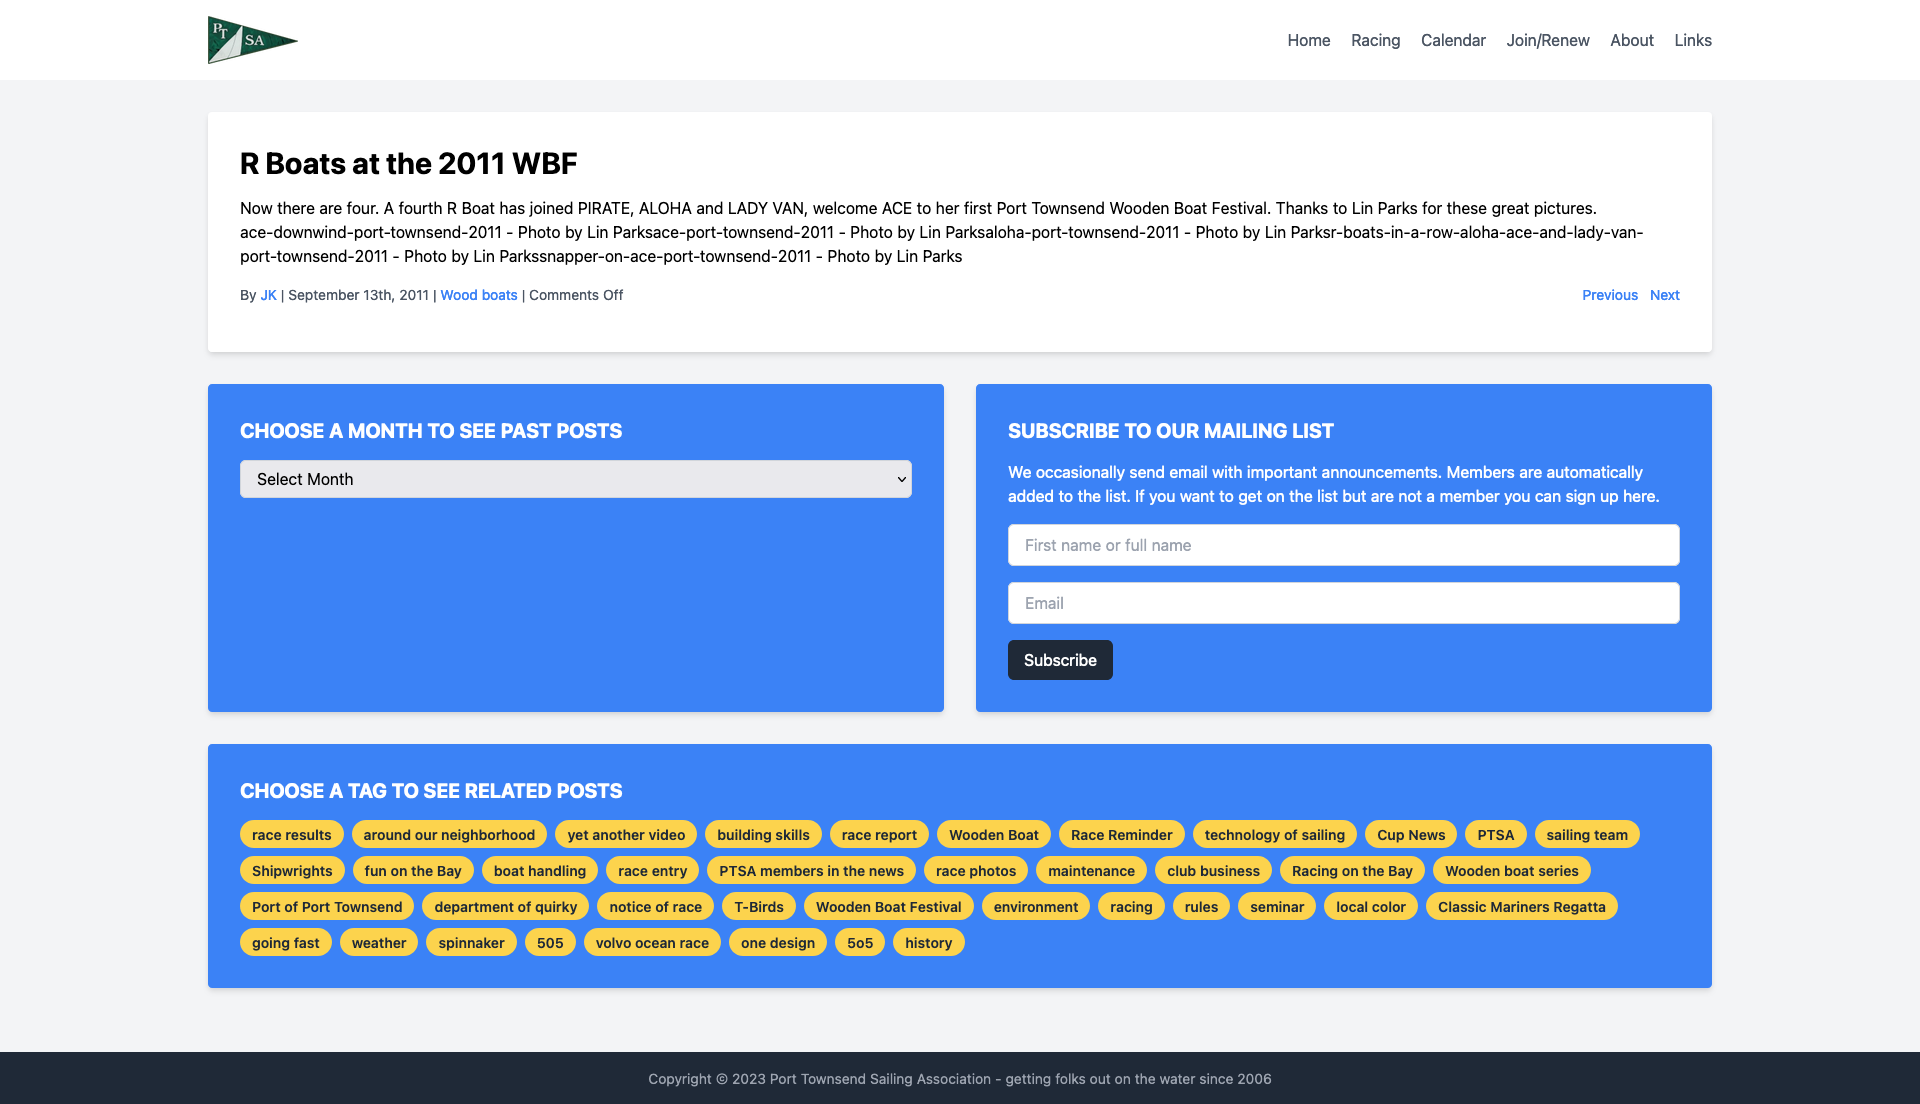 PT SA
Home Racing Calendar Join/Renew About Links
R Boats at the 2011 WBF
Now there are four. A fourth R Boat has joined PIRATE, ALOHA and LADY VAN, welcome ACE to her first Port Townsend Wooden Boat Festival. Thanks to Lin Parks for these great pictures.
ace-downwind-port-townsend-2011 - Photo by Lin Parksace-port-townsend-2011 - Photo by Lin Parksaloha-port-townsend-2011 - Photo by Lin Parksr-boats-in-a-row-aloha-ace-and-lady-van-
port-townsend-2011 - Photo by Lin Parkssnapper-on-ace-port-townsend-2011 - Photo by Lin Parks
By JK | September 13th, 2011 | Wood boats | Comments Off Previous Next
CHOOSE A MONTH TO SEE PAST POSTS
Select Month
SUBSCRIBE TO OUR MAILING LIST
We occasionally send email with important announcements. Members are automatically
added to the list. If you want to get on the list but are not a member you can sign up here.
First name or full name
Email
Subscribe
CHOOSE A TAG TO SEE RELATED POSTS
race results around our neighborhood yet another video building skills race report Wooden Boat Race Reminder technology of sailing Cup News PTSA sailing team
Shipwrights fun on the Bay boat handling race entry PTSA members in the news race photos maintenance club business Racing on the Bay Wooden boat series
Port of Port Townsend department of quirky notice of race T-Birds Wooden Boat Festival environment racing rules seminar local color Classic Mariners Regatta
going fast weather spinnaker 505 volvo ocean race one design 5o5 history
Copyright © 2023 Port Townsend Sailing Association - getting folks out on the water since 2006